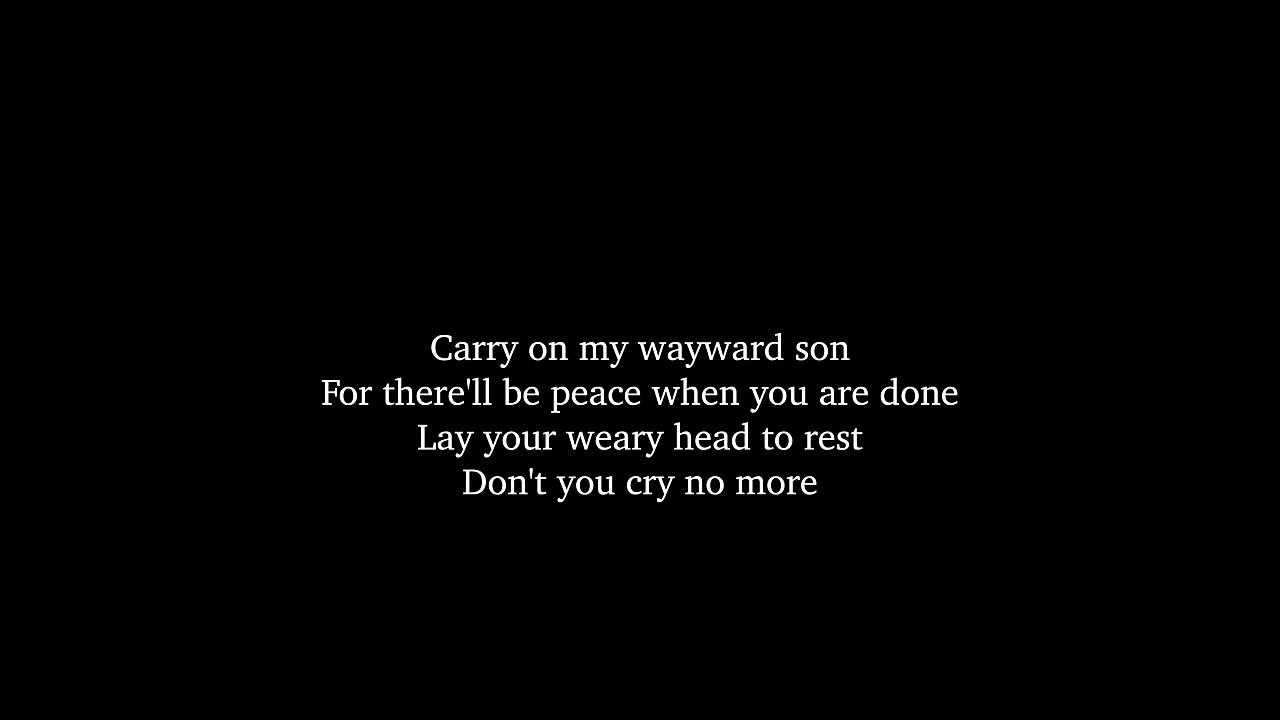 Carry on my wayward son
For there'll be peace when you are done
Lay your weary head to rest
Don't you cry no more